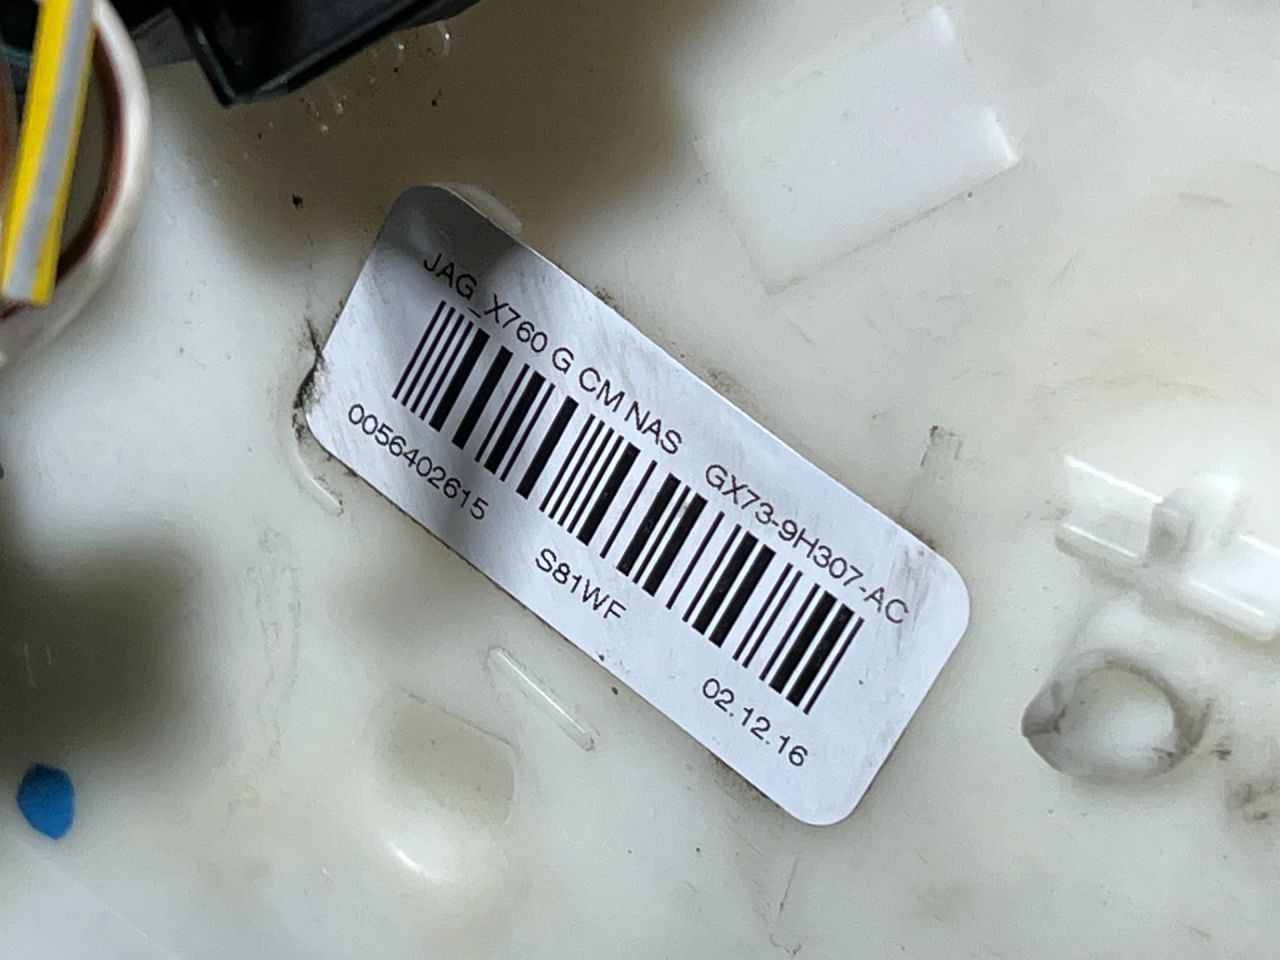 JAG_X760 G CM NAS GX73-9H307-AC
0056402615 S81WF 02.12.16